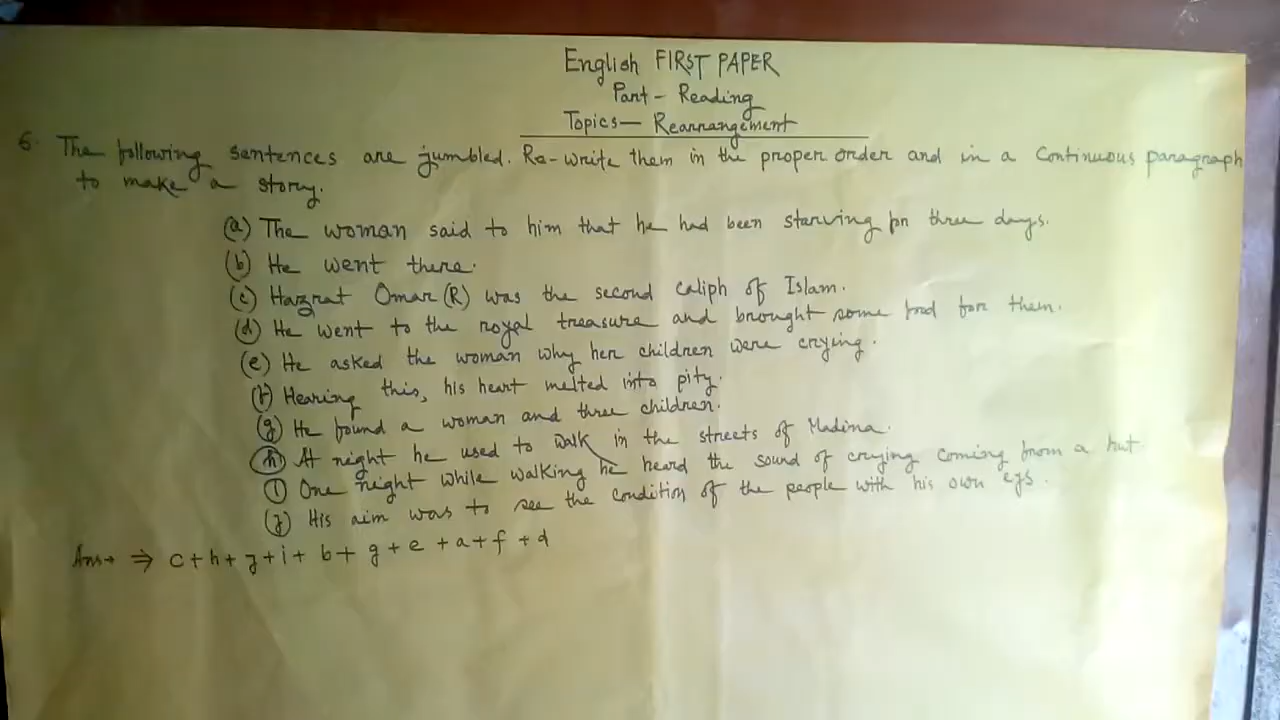 English FIRST PAPER
Part - Reading
Topics— Rearrangement
6. The following sentences are jumbled. Re-write them in the proper order and in a continuous paragraph
to make a story.
(a) The woman said to him that he had been starving for three days.
(b) He went there.
(c) Hazrat Omar (R) was the second caliph of Islam.
(d) He went to the royal treasure and brought some food for them.
(e) He asked the woman why her children were crying.
(f) Hearing this, his heart melted into pity.
(g) He found a woman and three children.
(h) At night he used to walk in the streets of Madina.
(i) One night while walking he heard the sound of crying coming from a hut
(j) His aim was to see the condition of the people with his own eys.
Ans → ⇒ c+h+j+i+ b+ g+e +a+f +d